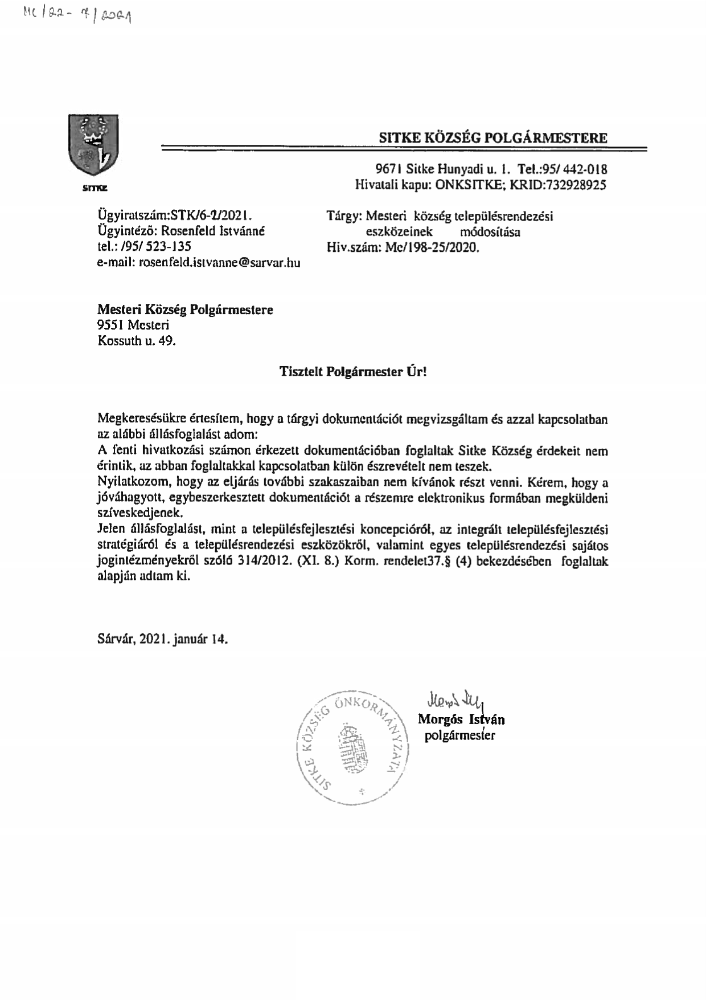 Mc/22-7/2021
SITKE
SITKE KÖZSÉG POLGÁRMESTERE
9671 Sitke Hunyadi u. 1. Tel.:95/ 442-018
Hivatali kapu: ONKSITKE; KRID:732928925
Ügyiratszám:STK/6-2/2021.
Ügyintéző: Rosenfeld Istvánné
tel.: /95/ 523-135
e-mail: rosenfeld.istvanne@sarvar.hu
Tárgy: Mesteri község településrendezési
eszközeinek módosítása
Hiv.szám: Me/198-25/2020.
Mesteri Község Polgármestere
9551 Mesteri
Kossuth u. 49.
Tisztelt Polgármester Úr!
Megkeresésükre értesítem, hogy a tárgyi dokumentációt megvizsgáltam és azzal kapcsolatban
az alábbi állásfoglalást adom:
A fenti hivatkozási számon érkezett dokumentációban foglaltak Sitke Község érdekeit nem
érintik, az abban foglaltakkal kapcsolatban külön észrevételt nem teszek.
Nyilatkozom, hogy az eljárás további szakaszaiban nem kívánok részt venni. Kérem, hogy a
jóváhagyott, egybeszerkesztett dokumentációt a részemre elektronikus formában megküldeni
szíveskedjenek.
Jelen állásfoglalást, mint a településfejlesztési koncepcióról, az integrált településfejlesztési
stratégiáról és a településrendezési eszközökről, valamint egyes településrendezési sajátos
jogintézményekről szóló 314/2012. (XI. 8.) Korm. rendelet37.§ (4) bekezdésében foglaltak
alapján adtam ki.
Sárvár, 2021. január 14.
SITKE KÖZSÉG ÖNKORMÁNYZATA
Morgós István
polgármester